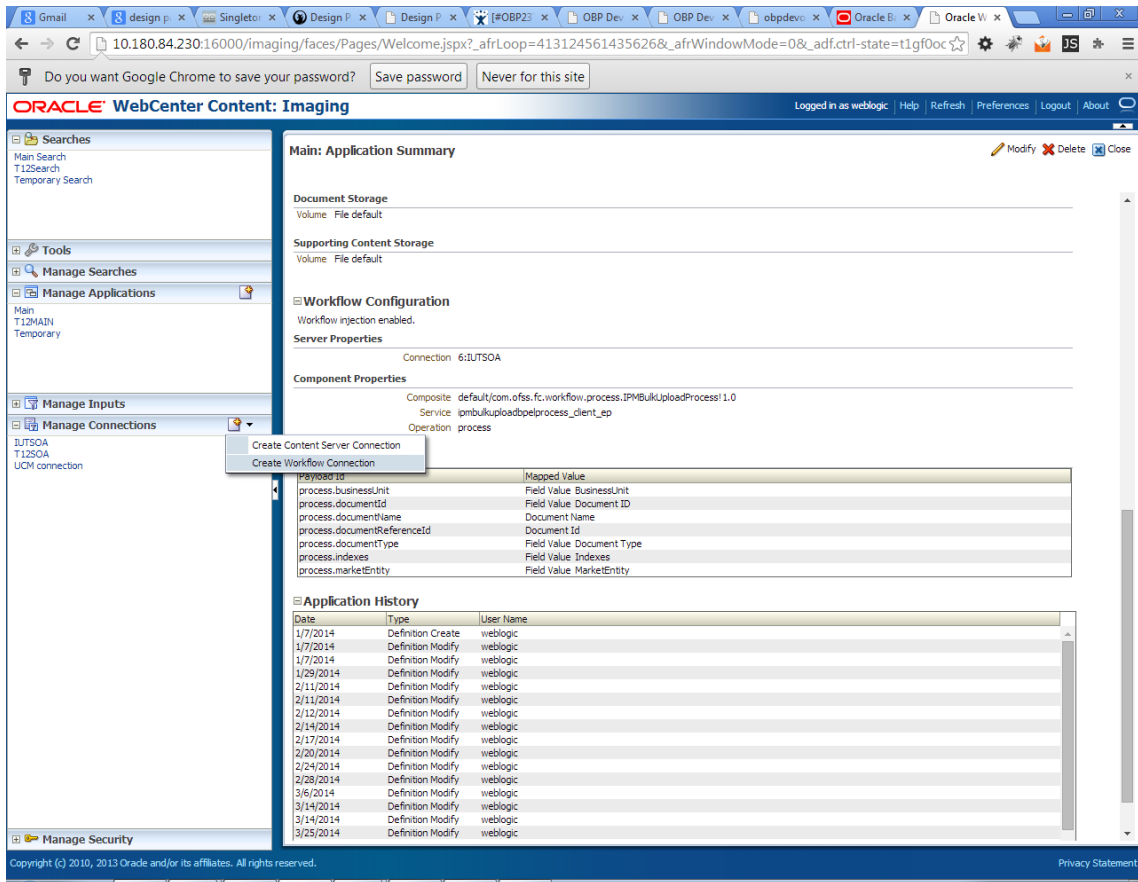 Gmail
design p
Singleton
Design P
Design P
[#OBP23
OBP Dev
OBP Dev
obpdevo
Oracle B
Oracle W
10.180.84.230:16000/imaging/faces/Pages/Welcome.jspx?_afrLoop=413124561435626&_afrWindowMode=0&_adf.ctrl-state=t1gf0oc
Do you want Google Chrome to save your password? Save password Never for this site
ORACLE WebCenter Content: Imaging
Logged in as weblogic Help Refresh Preferences Logout About
Searches
Main Search
T12Search
Temporary Search
Tools
Manage Searches
Manage Applications
Main
T12MAIN
Temporary
Manage Inputs
Manage Connections
IUTSOA
T12SOA
UCM connection
Create Content Server Connection
Create Workflow Connection
Manage Security
Main: Application Summary
Modify Delete Close
Document Storage
Volume File default
Supporting Content Storage
Volume File default
Workflow Configuration
Workflow injection enabled.
Server Properties
Connection 6:IUTSOA
Component Properties
Composite default/com.ofss.fc.workflow.process.IPMBulkUploadProcess!1.0
Service ipmbulkuploadbpelprocess_client_ep
Operation process
Payload Id Mapped Value
process.businessUnit Field Value BusinessUnit
process.documentId Field Value Document ID
process.documentName Document Name
process.documentReferenceId Document Id
process.documentType Field Value Document Type
process.indexes Field Value Indexes
process.marketEntity Field Value MarketEntity
Application History
Date Type User Name
1/7/2014 Definition Create weblogic
1/7/2014 Definition Modify weblogic
1/7/2014 Definition Modify weblogic
1/29/2014 Definition Modify weblogic
2/11/2014 Definition Modify weblogic
2/11/2014 Definition Modify weblogic
2/12/2014 Definition Modify weblogic
2/14/2014 Definition Modify weblogic
2/17/2014 Definition Modify weblogic
2/20/2014 Definition Modify weblogic
2/24/2014 Definition Modify weblogic
2/28/2014 Definition Modify weblogic
3/6/2014 Definition Modify weblogic
3/14/2014 Definition Modify weblogic
3/14/2014 Definition Modify weblogic
3/25/2014 Definition Modify weblogic
Copyright (c) 2010, 2013 Oracle and/or its affiliates. All rights reserved.
Privacy Statement